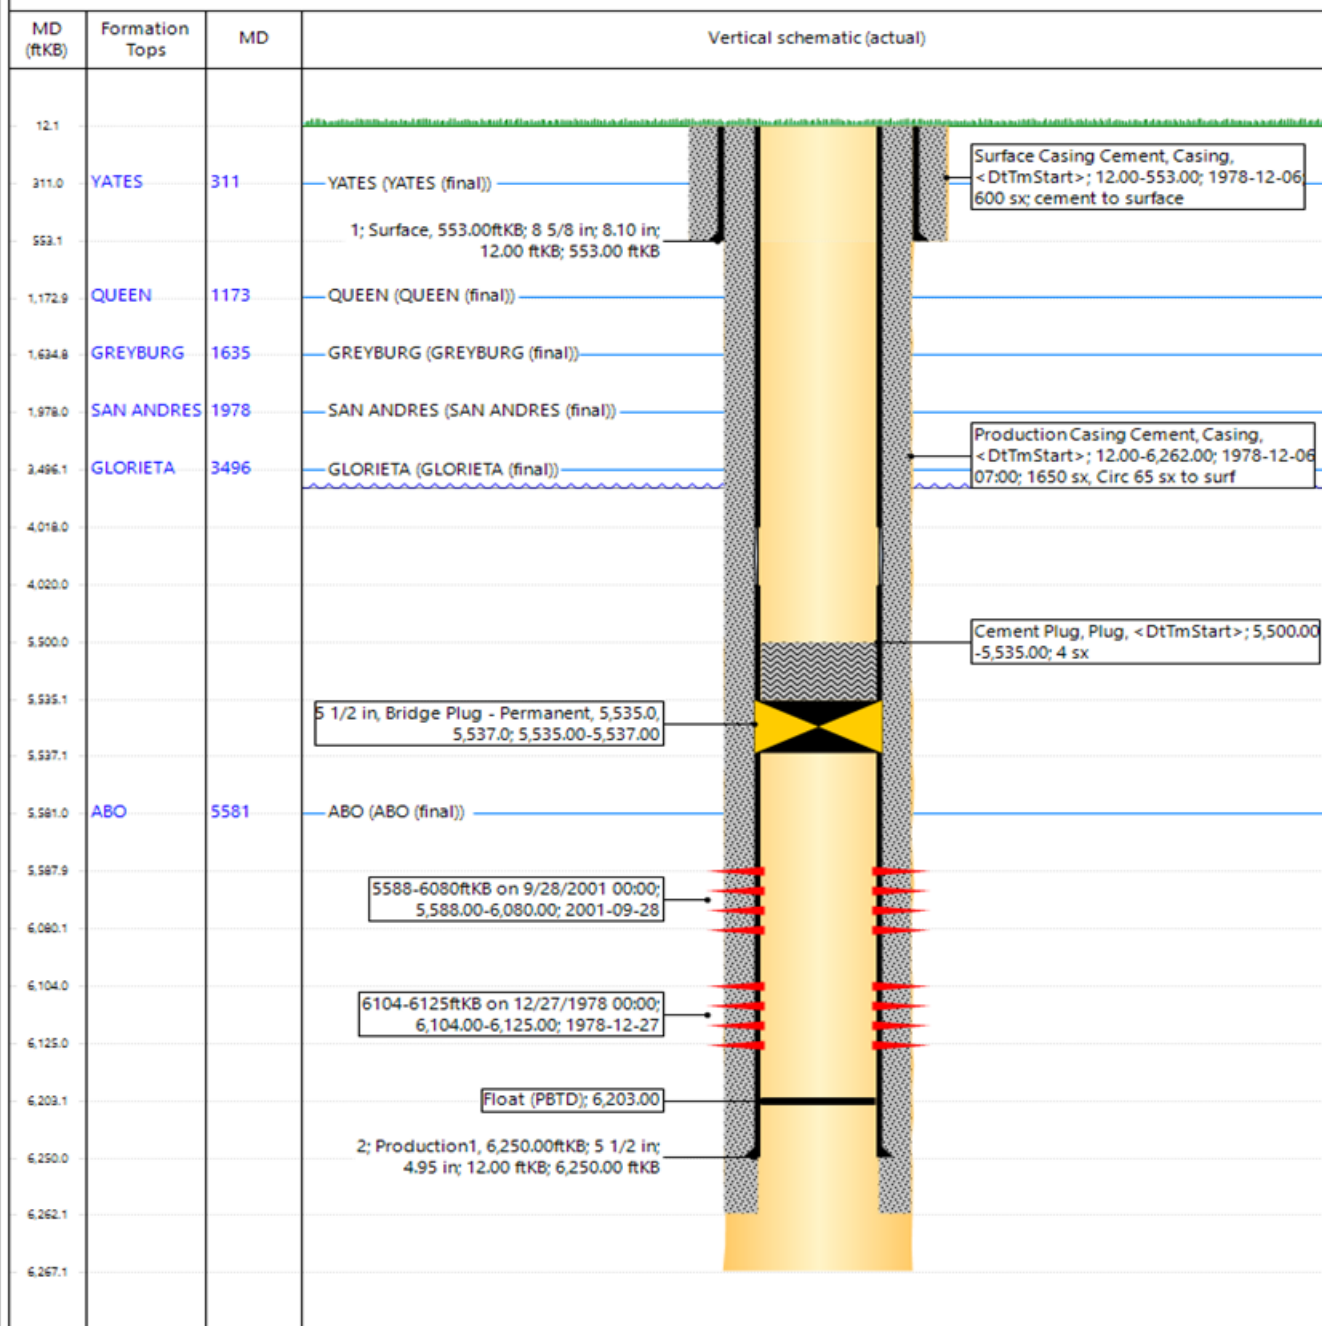 MD
(ftKB)
Formation
Tops
MD
Vertical schematic (actual)
12.1
Surface Casing Cement, Casing,
<DtTmStart>; 12.00-553.00; 1978-12-06
600 sx; cement to surface
311.0 YATES 311 YATES (YATES (final))
1; Surface, 553.00ftKB; 8 5/8 in; 8.10 in;
12.00 ftKB; 553.00 ftKB
553.1
1,172.9 QUEEN 1173 QUEEN (QUEEN (final))
1,634.8 GREYBURG 1635 GREYBURG (GREYBURG (final))
1,978.0 SAN ANDRES 1978 SAN ANDRES (SAN ANDRES (final))
Production Casing Cement, Casing,
<DtTmStart>; 12.00-6,262.00; 1978-12-06
07:00; 1650 sx, Circ 65 sx to surf
3,496.1 GLORIETA 3496 GLORIETA (GLORIETA (final))
4,018.0
4,020.0
5,500.0
Cement Plug, Plug, <DtTmStart>; 5,500.00
-5,535.00; 4 sx
5,535.1
5 1/2 in, Bridge Plug - Permanent, 5,535.0,
5,537.0; 5,535.00-5,537.00
5,537.1
5,581.0 ABO 5581 ABO (ABO (final))
5,587.9
5588-6080ftKB on 9/28/2001 00:00;
5,588.00-6,080.00; 2001-09-28
6,080.1
6,104.0
6104-6125ftKB on 12/27/1978 00:00;
6,104.00-6,125.00; 1978-12-27
6,125.0
6,203.1 Float (PBTD); 6,203.00
2; Production1, 6,250.00ftKB; 5 1/2 in;
4.95 in; 12.00 ftKB; 6,250.00 ftKB
6,250.0
6,262.1
6,267.1